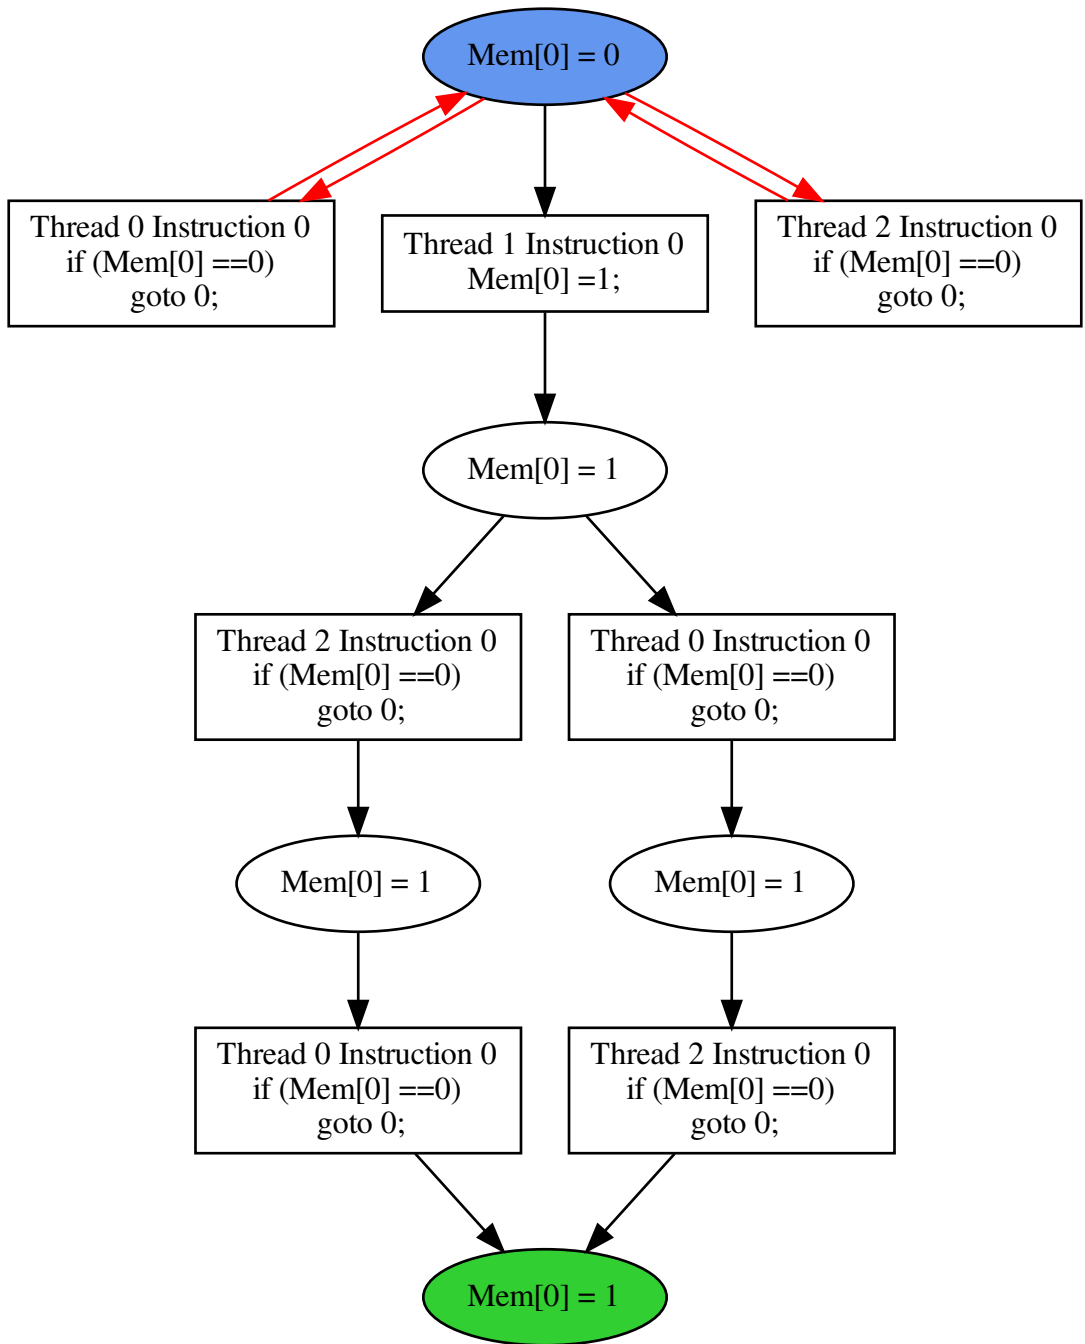 Mem[0] = 0
Thread 0 Instruction 0
if (Mem[0] ==0)
goto 0;
Thread 1 Instruction 0
Mem[0] =1;
Thread 2 Instruction 0
if (Mem[0] ==0)
goto 0;
Mem[0] = 1
Thread 2 Instruction 0
if (Mem[0] ==0)
goto 0;
Thread 0 Instruction 0
if (Mem[0] ==0)
goto 0;
Mem[0] = 1
Mem[0] = 1
Thread 0 Instruction 0
if (Mem[0] ==0)
goto 0;
Thread 2 Instruction 0
if (Mem[0] ==0)
goto 0;
Mem[0] = 1